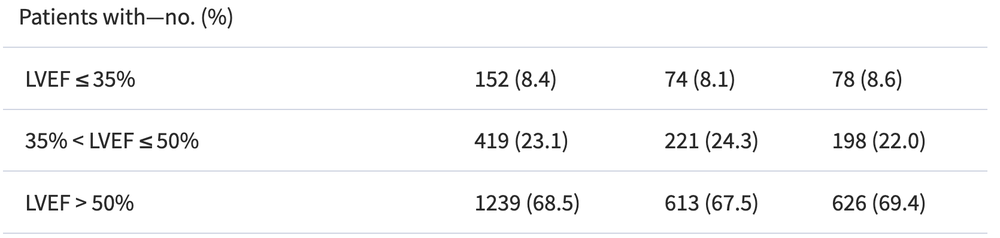 Patients with—no. (%)
LVEF ≤ 35% 152 (8.4) 74 (8.1) 78 (8.6)
35% < LVEF ≤ 50% 419 (23.1) 221 (24.3) 198 (22.0)
LVEF > 50% 1239 (68.5) 613 (67.5) 626 (69.4)